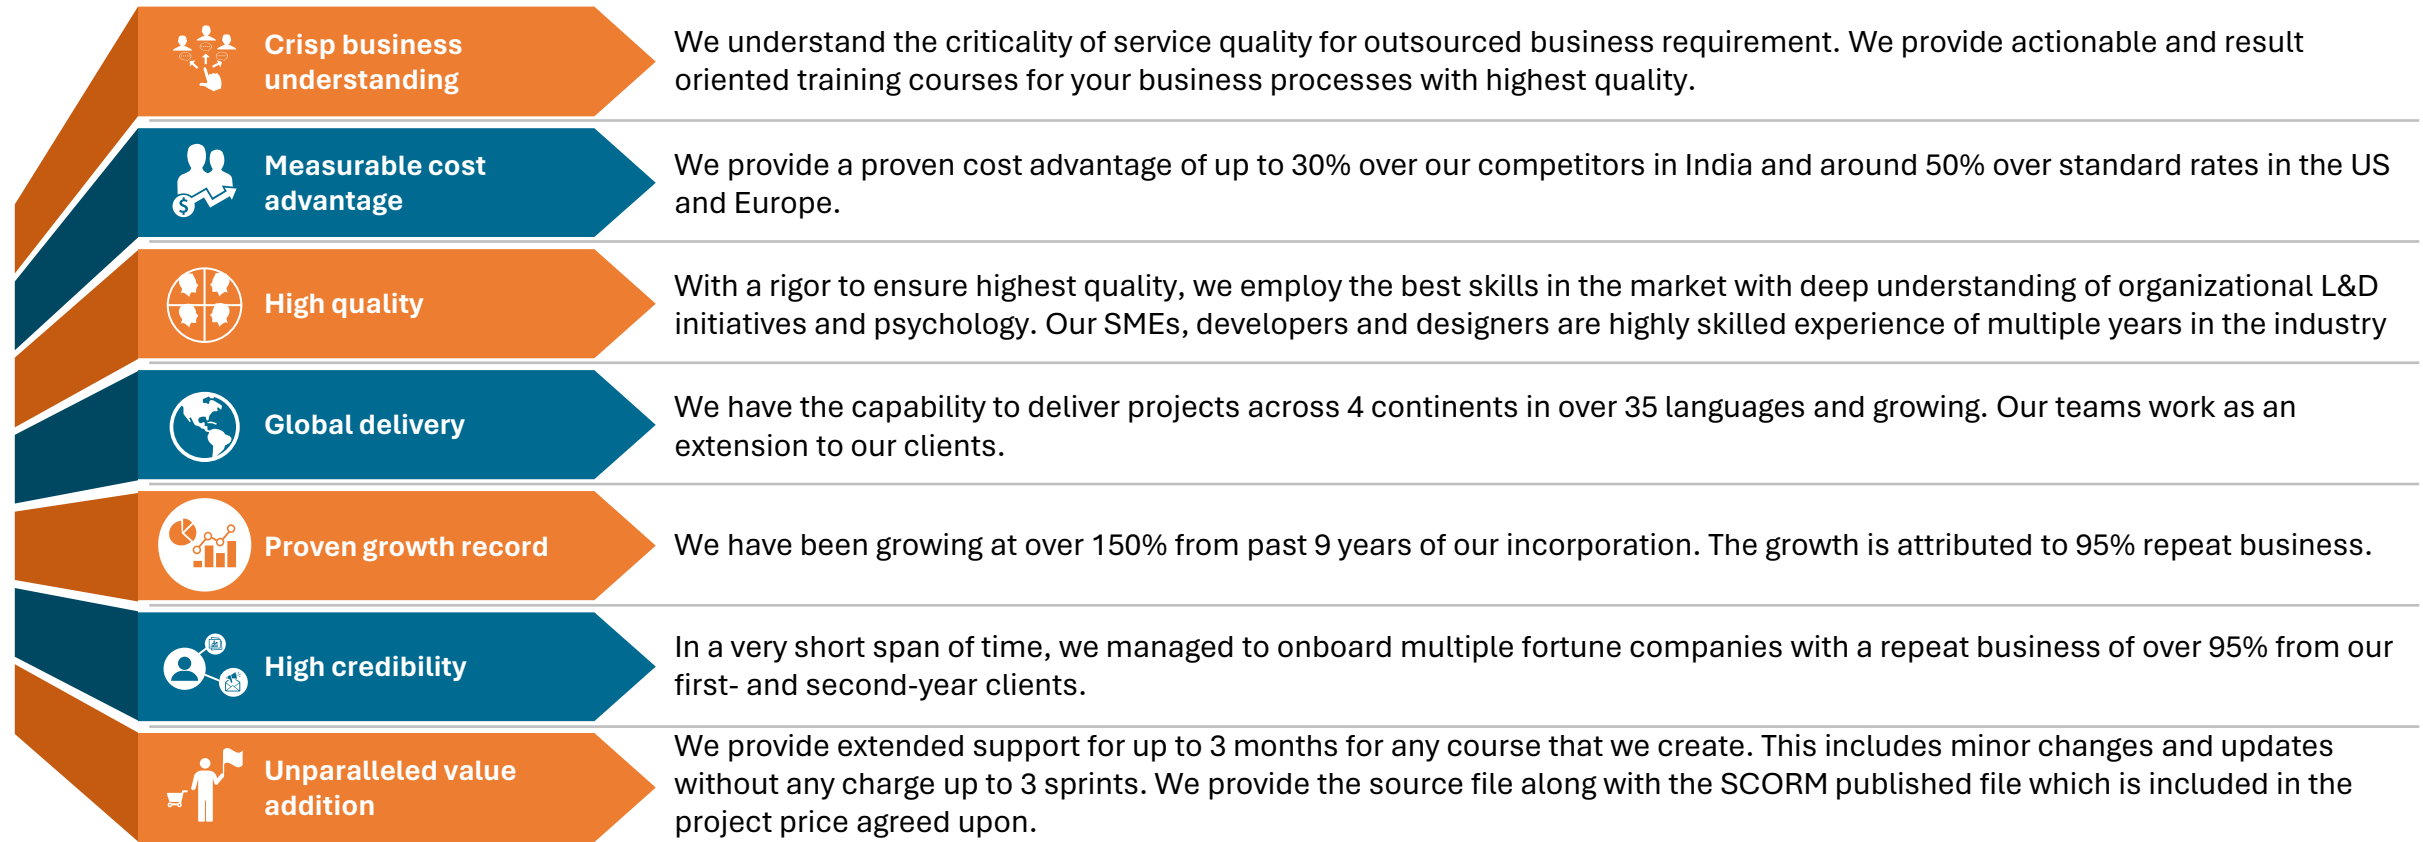 Crisp business
understanding
We understand the criticality of service quality for outsourced business requirement. We provide actionable and result
oriented training courses for your business processes with highest quality.
Measurable cost
advantage
We provide a proven cost advantage of up to 30% over our competitors in India and around 50% over standard rates in the US
and Europe.
High quality
With a rigor to ensure highest quality, we employ the best skills in the market with deep understanding of organizational L&D
initiatives and psychology. Our SMEs, developers and designers are highly skilled experience of multiple years in the industry
Global delivery
We have the capability to deliver projects across 4 continents in over 35 languages and growing. Our teams work as an
extension to our clients.
Proven growth record
We have been growing at over 150% from past 9 years of our incorporation. The growth is attributed to 95% repeat business.
High credibility
In a very short span of time, we managed to onboard multiple fortune companies with a repeat business of over 95% from our
first- and second-year clients.
Unparalleled value
addition
We provide extended support for up to 3 months for any course that we create. This includes minor changes and updates
without any charge up to 3 sprints. We provide the source file along with the SCORM published file which is included in the
project price agreed upon.